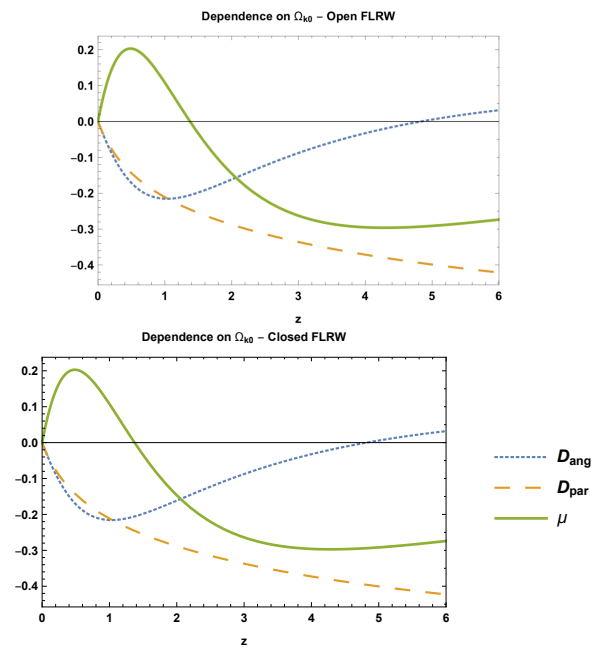 Dependence on Ωk0 – Open FLRW
0.2
0.1
0.0
−0.1
−0.2
−0.3
−0.4
0 1 2 3 4 5 6
z
Dependence on Ωk0 – Closed FLRW
0.2
0.1
0.0
−0.1
−0.2
−0.3
−0.4
0 1 2 3 4 5 6
z
Dang
Dpar
μ